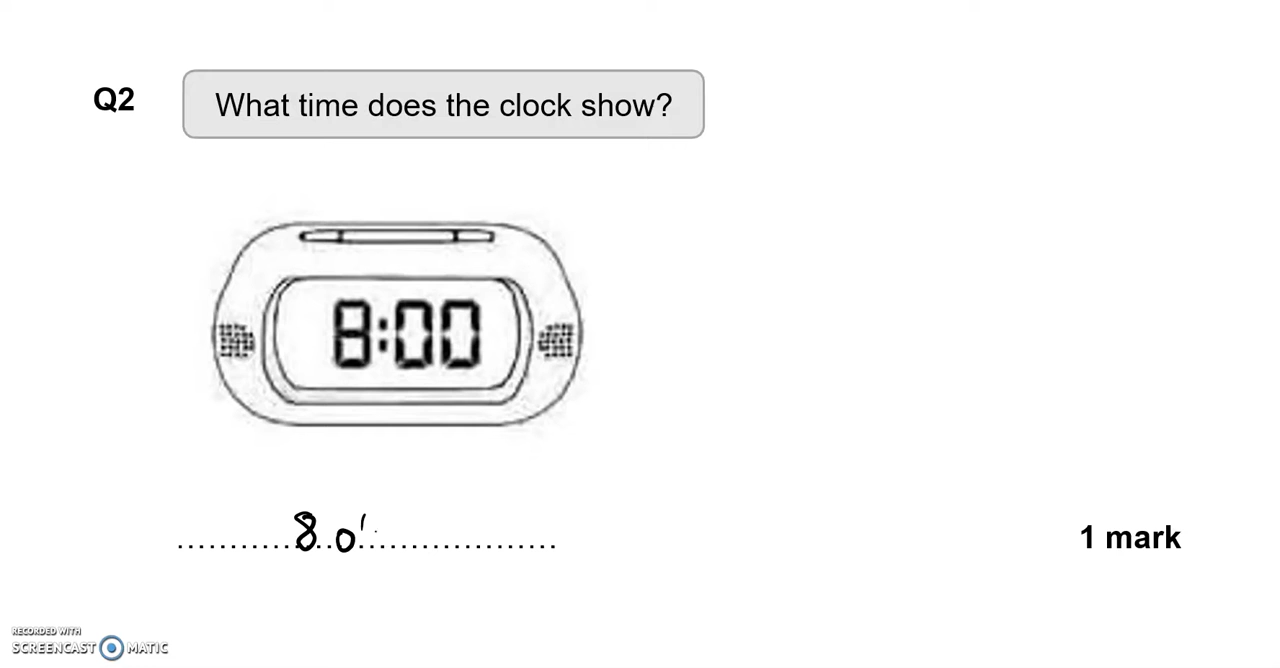 Q2 What time does the clock show?
8:00
8 o'
1 mark
RECORDED WITH
SCREENCAST MATIC